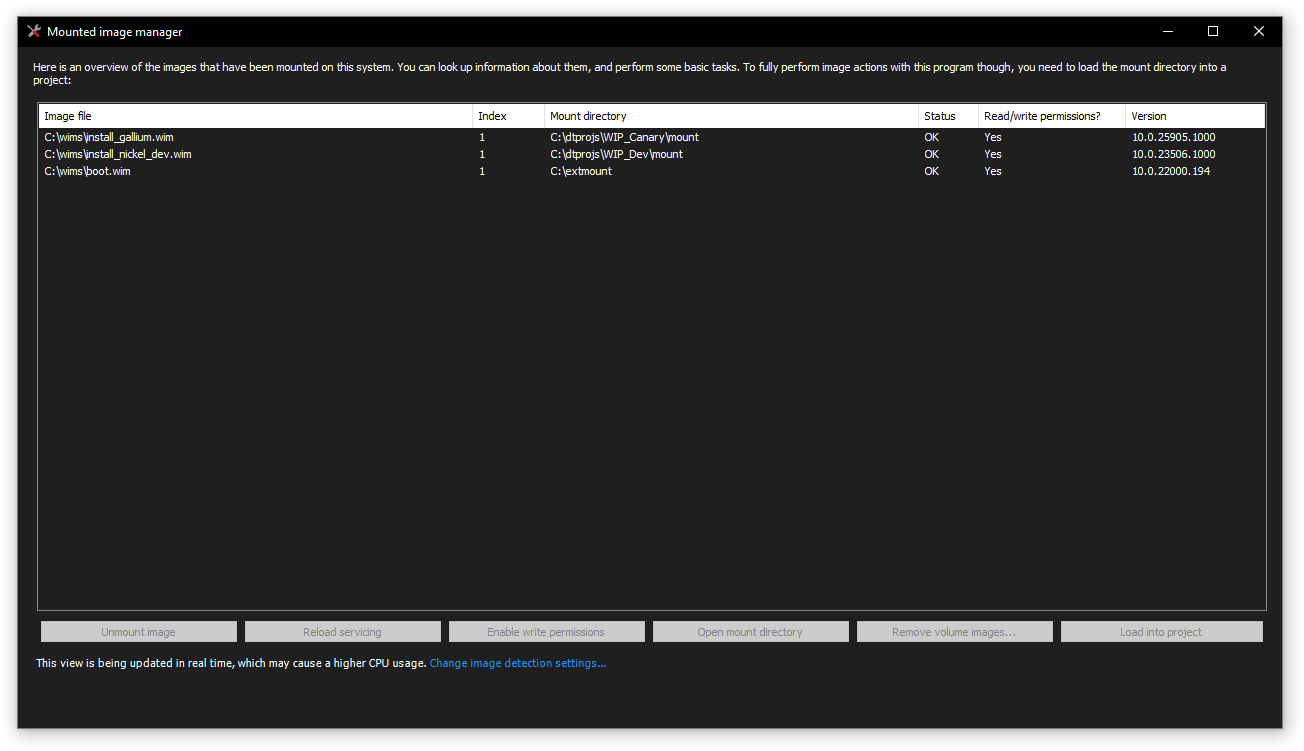 Mounted image manager
Here is an overview of the images that have been mounted on this system. You can look up information about them, and perform some basic tasks. To fully perform image actions with this program though, you need to load the mount directory into a
project:
Image file Index Mount directory Status Read/write permissions? Version
C:\wims\install_gallium.wim 1 C:\dtprojs\WIP_Canary\mount OK Yes 10.0.25905.1000
C:\wims\install_nickel_dev.wim 1 C:\dtprojs\WIP_Dev\mount OK Yes 10.0.23506.1000
C:\wims\boot.wim 1 C:\extmount OK Yes 10.0.22000.194
Unmount image Reload servicing Enable write permissions Open mount directory Remove volume images... Load into project
This view is being updated in real time, which may cause a higher CPU usage. Change image detection settings...